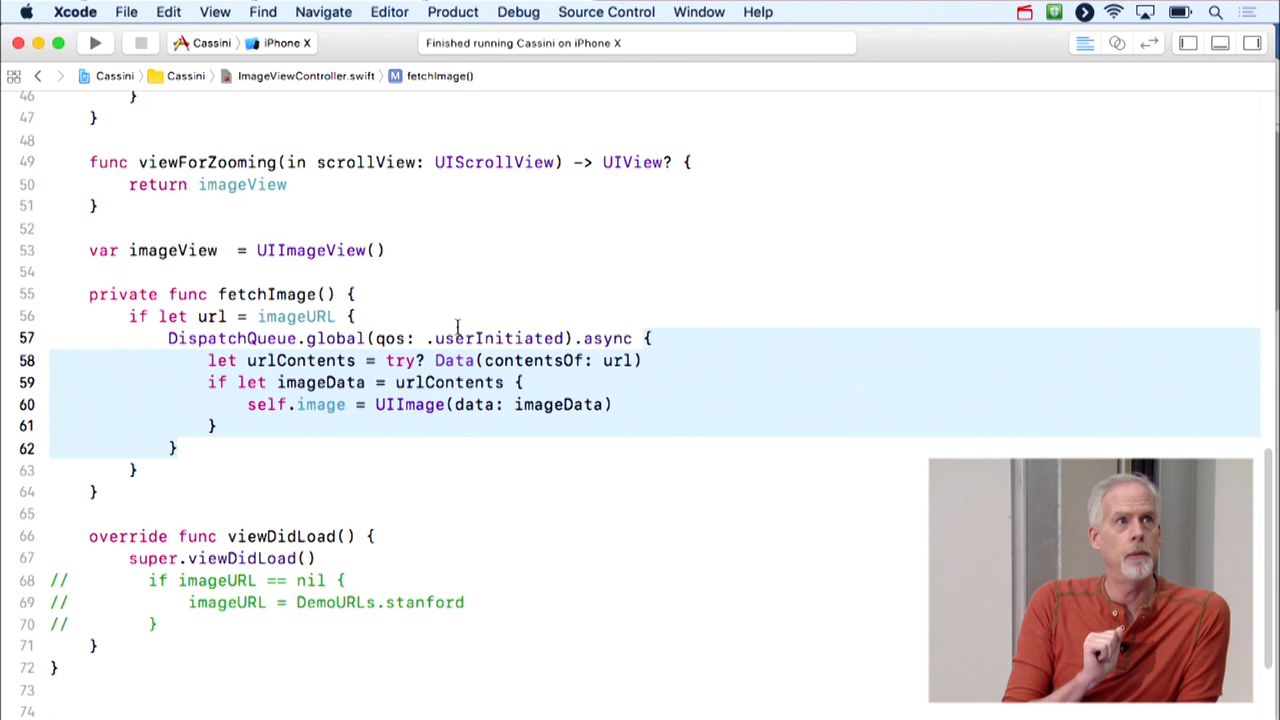 Xcode File Edit View Find Navigate Editor Product Debug Source Control Window Help
Cassini iPhone X Finished running Cassini on iPhone X
Cassini Cassini ImageViewController.swift M fetchImage()
46 }
47 }
48
49 func viewForZooming(in scrollView: UIScrollView) -> UIView? {
50 return imageView
51 }
52
53 var imageView = UIImageView()
54
55 private func fetchImage() {
56 if let url = imageURL {
57 DispatchQueue.global(qos: .userInitiated).async {
58 let urlContents = try? Data(contentsOf: url)
59 if let imageData = urlContents {
60 self.image = UIImage(data: imageData)
61 }
62 }
63 }
64 }
65
66 override func viewDidLoad() {
67 super.viewDidLoad()
68 // if imageURL == nil {
69 // imageURL = DemoURLs.stanford
70 // }
71 }
72 }
73
74